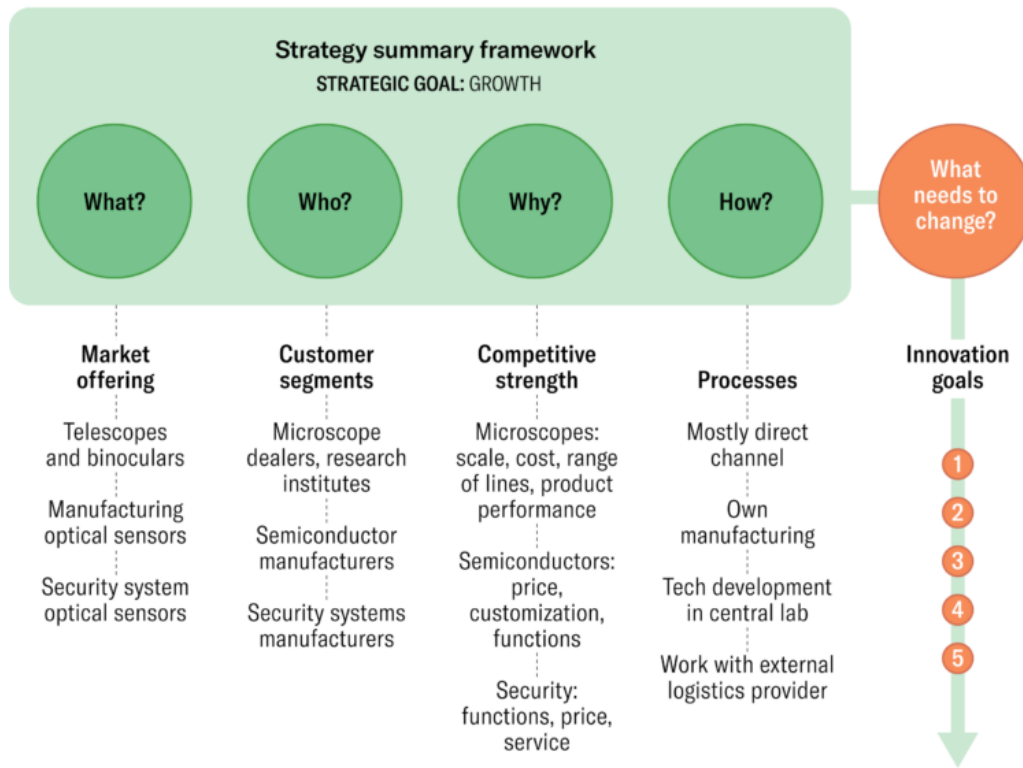 Strategy summary framework
STRATEGIC GOAL: GROWTH
What?
Who?
Why?
How?
What
needs to
change?
Market
offering
Telescopes
and binoculars
Manufacturing
optical sensors
Security system
optical sensors
Customer
segments
Microscope
dealers, research
institutes
Semiconductor
manufacturers
Security systems
manufacturers
Competitive
strength
Microscopes:
scale, cost, range
of lines, product
performance
Semiconductors:
price,
customization,
functions
Security:
functions, price,
service
Processes
Mostly direct
channel
Own
manufacturing
Tech development
in central lab
Work with external
logistics provider
Innovation
goals
1
2
3
4
5